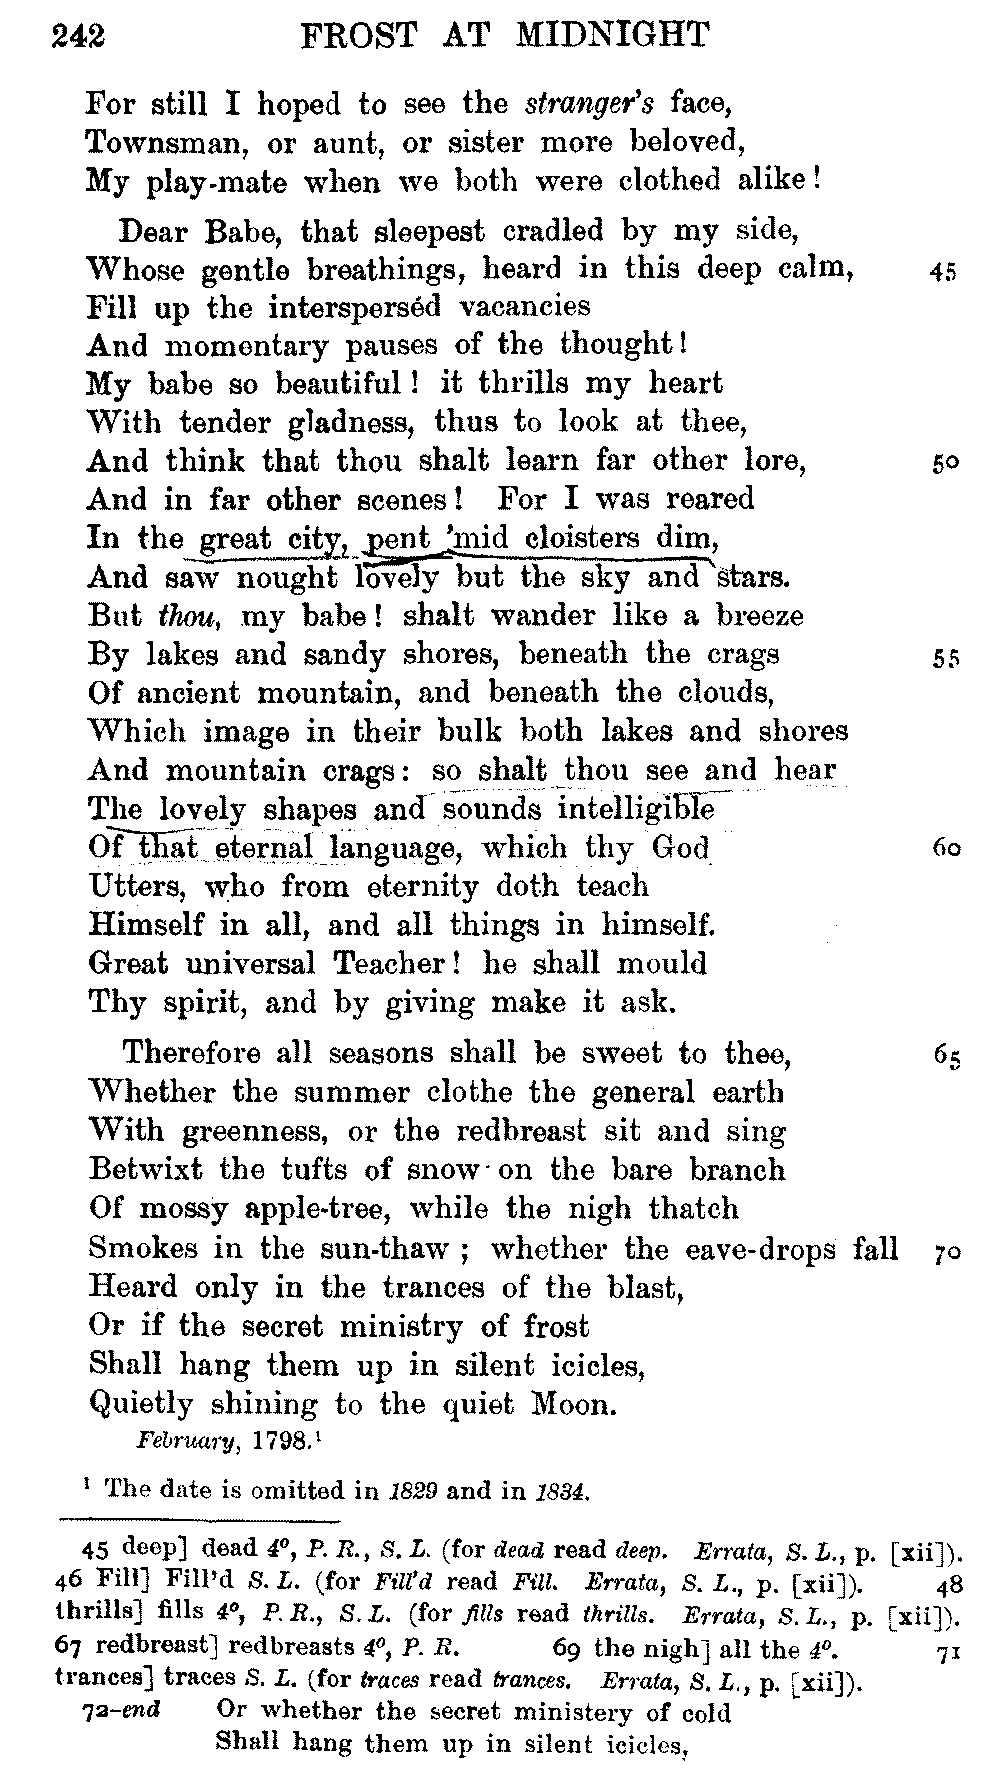 242 FROST AT MIDNIGHT
For still I hoped to see the stranger's face,
Townsman, or aunt, or sister more beloved,
My play-mate when we both were clothed alike!
Dear Babe, that sleepest cradled by my side,
Whose gentle breathings, heard in this deep calm, 45
Fill up the intersperséd vacancies
And momentary pauses of the thought!
My babe so beautiful! it thrills my heart
With tender gladness, thus to look at thee,
And think that thou shalt learn far other lore, 50
And in far other scenes! For I was reared
In the great city, pent 'mid cloisters dim,
And saw nought lovely but the sky and stars.
But thou, my babe! shalt wander like a breeze
By lakes and sandy shores, beneath the crags 55
Of ancient mountain, and beneath the clouds,
Which image in their bulk both lakes and shores
And mountain crags: so shalt thou see and hear
The lovely shapes and sounds intelligible
Of that eternal language, which thy God 60
Utters, who from eternity doth teach
Himself in all, and all things in himself.
Great universal Teacher! he shall mould
Thy spirit, and by giving make it ask.
Therefore all seasons shall be sweet to thee, 65
Whether the summer clothe the general earth
With greenness, or the redbreast sit and sing
Betwixt the tufts of snow on the bare branch
Of mossy apple-tree, while the nigh thatch
Smokes in the sun-thaw; whether the eave-drops fall 70
Heard only in the trances of the blast,
Or if the secret ministry of frost
Shall hang them up in silent icicles,
Quietly shining to the quiet Moon.
February, 1798.¹
¹ The date is omitted in 1829 and in 1834.
45 deep] dead 4º, P. R., S. L. (for dead read deep. Errata, S. L., p. [xii]).
46 Fill] Fill'd S. L. (for Fill'd read Fill. Errata, S. L., p. [xii]). 48
thrills] fills 4º, P. R., S. L. (for fills read thrills. Errata, S. L., p. [xii]).
67 redbreast] redbreasts 4º, P. R. 69 the nigh] all the 4º. 71
trances] traces S. L. (for traces read trances. Errata, S. L., p. [xii]).
72-end Or whether the secret ministery of cold
Shall hang them up in silent icicles,